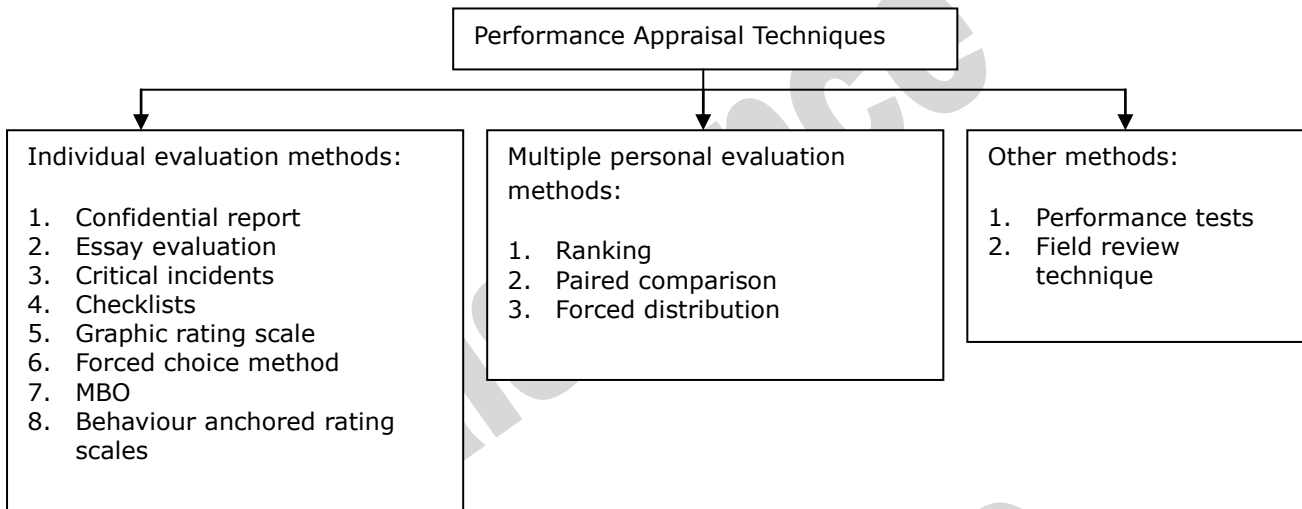 Performance Appraisal Techniques
Individual evaluation methods:
1. Confidential report
2. Essay evaluation
3. Critical incidents
4. Checklists
5. Graphic rating scale
6. Forced choice method
7. MBO
8. Behaviour anchored rating
scales
Multiple personal evaluation
methods:
1. Ranking
2. Paired comparison
3. Forced distribution
Other methods:
1. Performance tests
2. Field review
technique